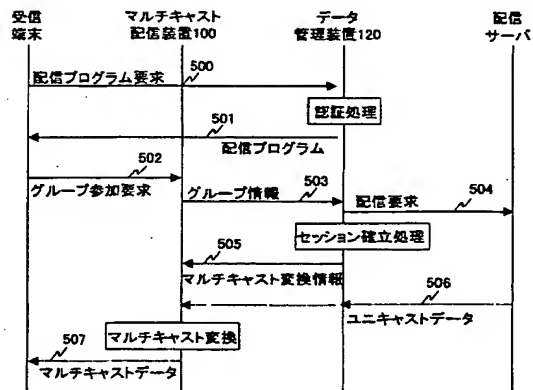 受信
端末
マルチキャスト
配信装置100
データ
管理装置120
配信
サーバ
配信プログラム要求
500
認証処理
501
配信プログラム
502
グループ参加要求
グループ情報
503
配信要求
504
セッション確立処理
505
マルチキャスト変換情報
506
ユニキャストデータ
マルチキャスト変換
507
マルチキャストデータ